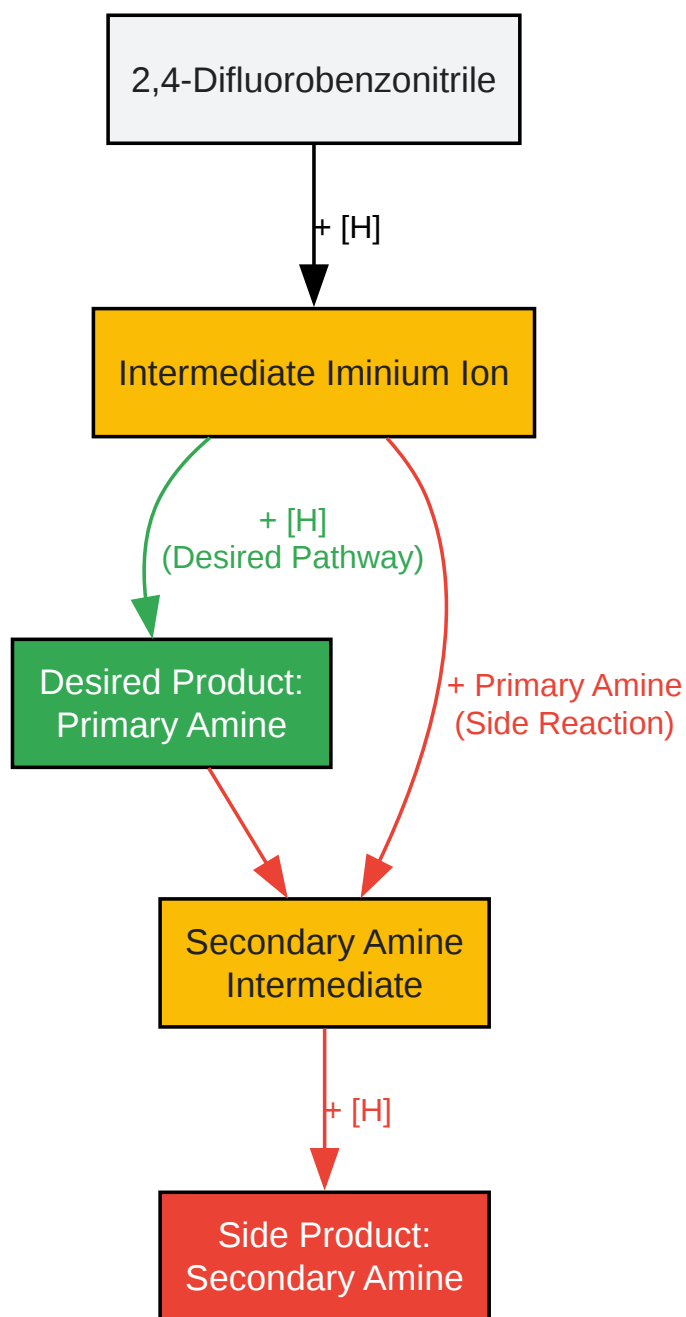 2,4-Difluorobenzonitrile
+ [H]
Intermediate Iminium Ion
+ [H]
(Desired Pathway)
Desired Product:
Primary Amine
+ Primary Amine
(Side Reaction)
Secondary Amine
Intermediate
+ [H]
Side Product:
Secondary Amine